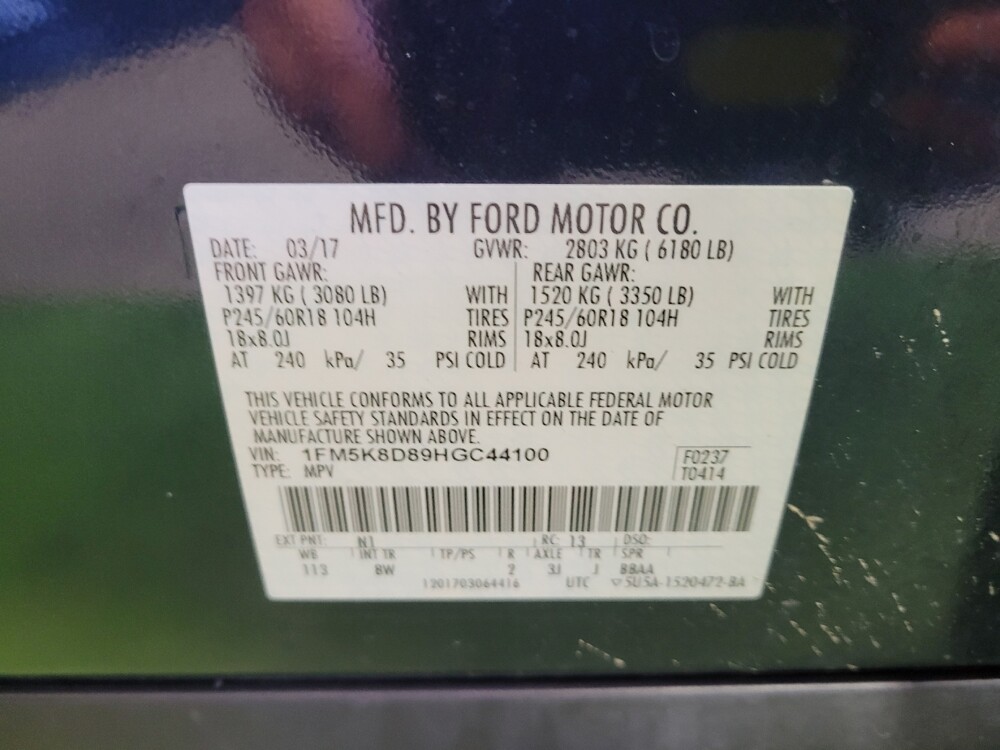 MFD. BY FORD MOTOR CO.
DATE: 03/17 GVWR: 2803 KG ( 6180 LB)
FRONT GAWR: REAR GAWR:
1397 KG ( 3080 LB) WITH 1520 KG ( 3350 LB) WITH
P245/60R18 104H TIRES P245/60R18 104H TIRES
18x8.0J RIMS 18x8.0J RIMS
AT 240 kPa/ 35 PSI COLD AT 240 kPa/ 35 PSI COLD
THIS VEHICLE CONFORMS TO ALL APPLICABLE FEDERAL MOTOR
VEHICLE SAFETY STANDARDS IN EFFECT ON THE DATE OF
MANUFACTURE SHOWN ABOVE.
VIN: 1FM5K8D89HGC44100 F0237
TYPE: MPV T0414
EXT PNT: N1 RC: 13 DSO:
WB INT TR TP/PS R AXLE TR SPR
113 BW 2 3J J BBAA
1201703064416 UTC ▽5U5A-1520472-BA